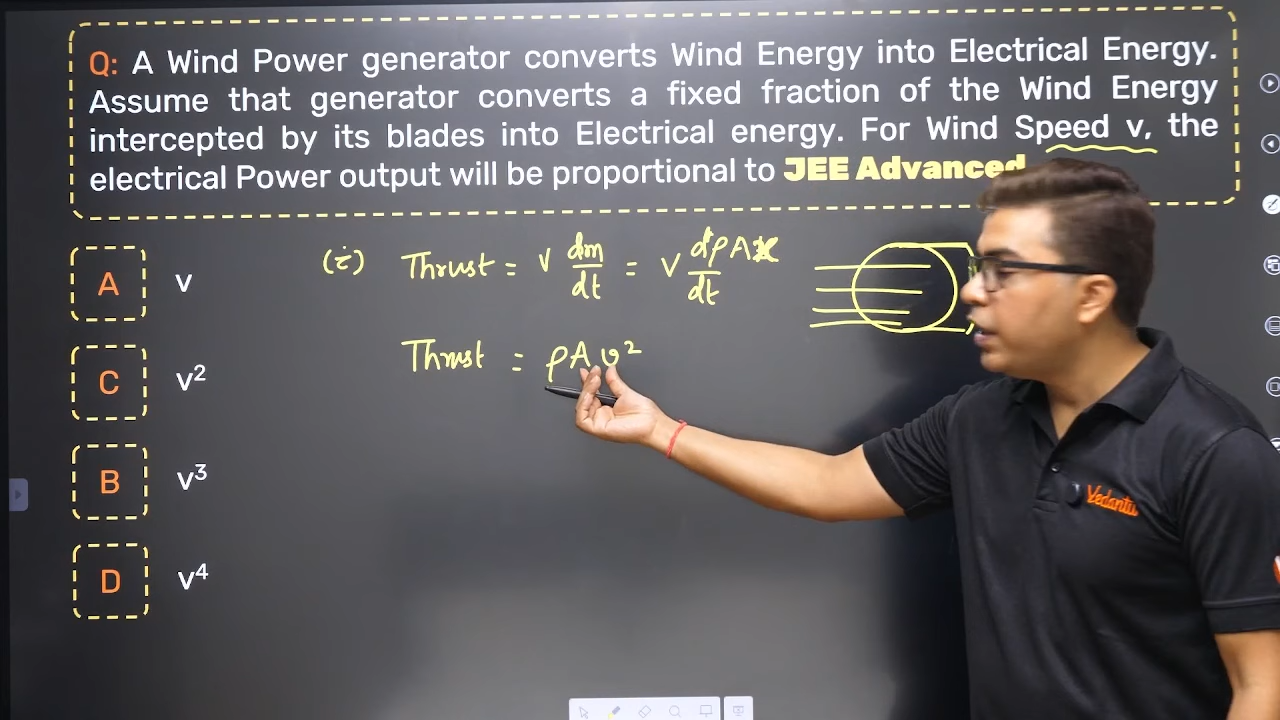 Q: A Wind Power generator converts Wind Energy into Electrical Energy.
Assume that generator converts a fixed fraction of the Wind Energy
intercepted by its blades into Electrical energy. For Wind Speed v, the
electrical Power output will be proportional to JEE Advanced
A v
(i) Thrust = v dm/dt = v dρAx/dt
Thrust = ρAv²
C v²
B v³
D v⁴
Vedantu